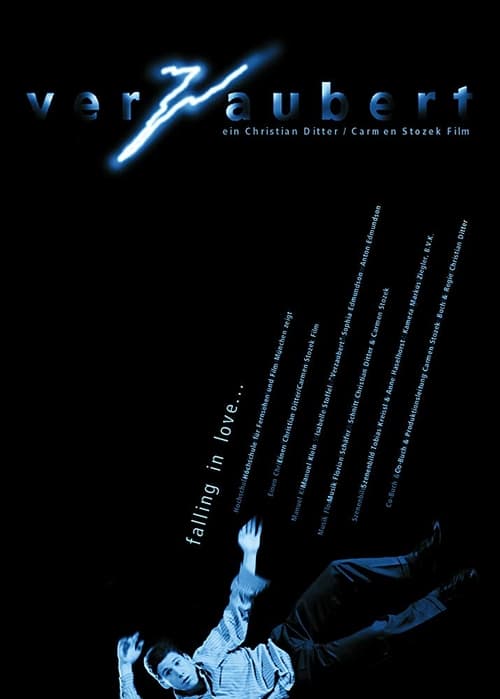 verzaubert
ein Christian Ditter / Carmen Stozek Film
falling in love...
Hochschule für Fernsehen und Film München zeigt
Einen Christian Ditter/Carmen Stozek Film
Manuel Klein : Isabelle Stoffel : "Verzaubert" Sophia Edmundson : Anton Edmundson
Musik Florian Schäfer : Schnitt Christian Ditter & Carmen Stozek
Szenenbild Tobias Kreissl & Anne Haselhorst : Kamera Markus Ziegler, B.V.K.
Co-Buch & Produktionsleitung Carmen Stozek : Buch & Regie Christian Ditter